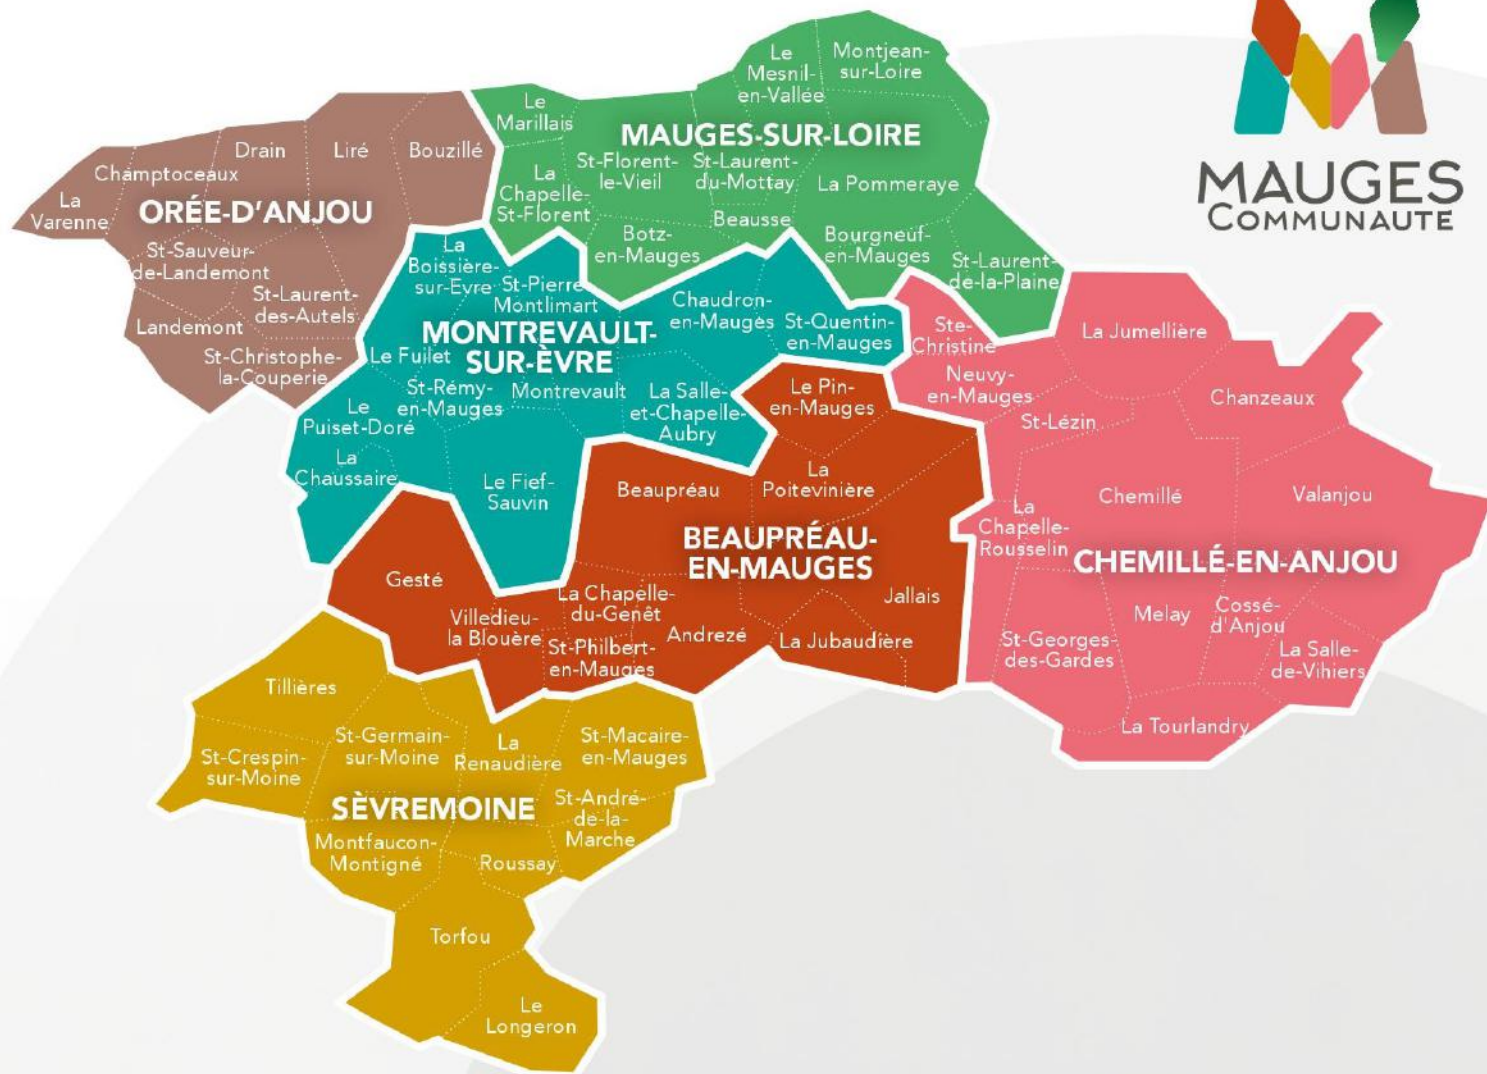 MAUGES
COMMUNAUTÉ
MAUGES-SUR-LOIRE
Le
Mesnil-
en-Vallée
Montjean-
sur-Loire
Le
Marillais
St-Florent-
le-Vieil
St-Laurent-
du-Mottay
La Pommeraye
La
Chapelle-
St-Florent
Beausse
Botz-
en-Mauges
Bourgneuf-
en-Mauges
St-Laurent-
de-la-Plaine
ORÉE-D'ANJOU
Drain
Liré
Bouzillé
Champtoceaux
La
Varenne
St-Sauveur-
de-Landemont
St-Laurent-
des-Autels
Landemont
St-Christophe-
la-Couperie
MONTREVAULT-
SUR-ÈVRE
La
Boissière-
sur-Evre
St-Pierre
Montlimart
Chaudron-
en-Mauges
St-Quentin-
en-Mauges
Le Fuilet
St-Rémy-
en-Mauges
Montrevault
La Salle-
et-Chapelle-
Aubry
Le
Puiset-Doré
La
Chaussaire
Le Fief-
Sauvin
BEAUPRÉAU-
EN-MAUGES
Le Pin-
en-Mauges
La
Poitevinière
Beaupréau
Gesté
Villedieu-
la Blouère
La Chapelle-
du-Genêt
St-Philbert-
en-Mauges
Andrezé
La Jubaudière
Jallais
CHEMILLÉ-EN-ANJOU
Ste-
Christine
La Jumellière
Neuvy-
en-Mauges
St-Lézin
Chanzeaux
Chemillé
Valanjou
La
Chapelle-
Rousselin
Melay
Cossé-
d'Anjou
St-Georges-
des-Gardes
La Salle-
de-Vihiers
La Tourlandry
SÈVREMOINE
Tillières
St-Germain-
sur-Moine
La
Renaudière
St-Macaire-
en-Mauges
St-Crespin-
sur-Moine
St-André-
de-la-
Marche
Montfaucon-
Montigné
Roussay
Torfou
Le
Longeron